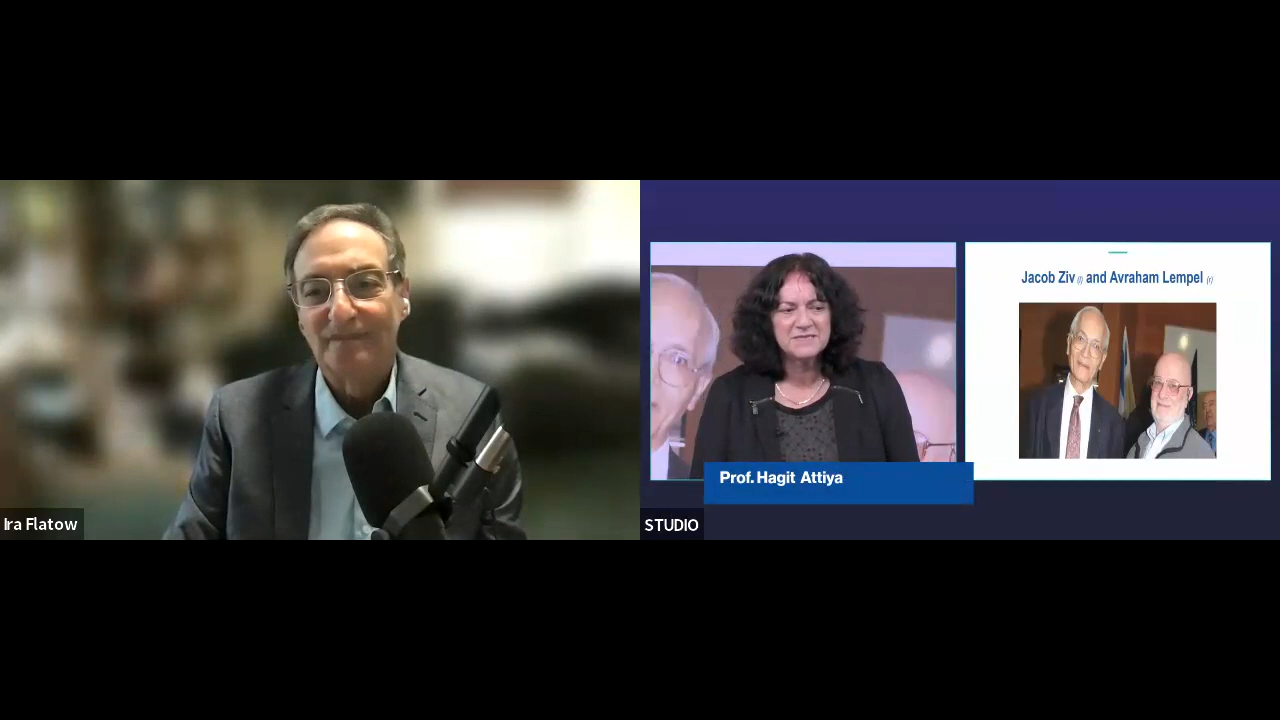 Jacob Ziv (l) and Avraham Lempel (r)
Prof. Hagit Attiya
Ira Flatow
STUDIO